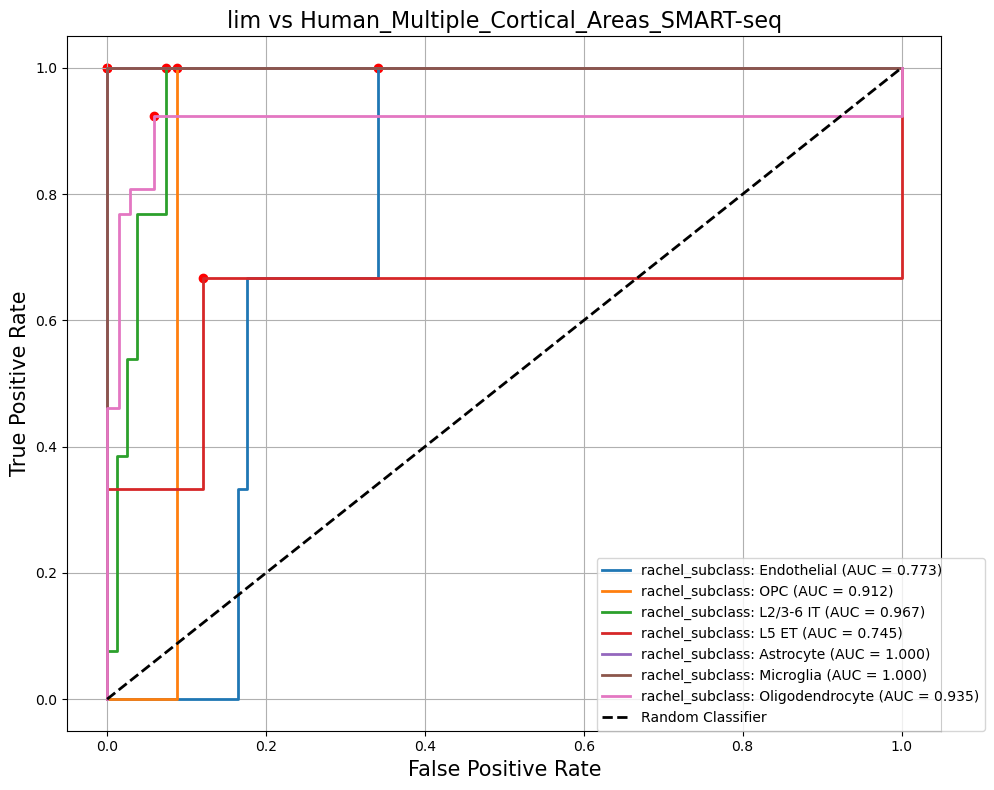 lim vs Human_Multiple_Cortical_Areas_SMART-seq
True Positive Rate
1.0
0.8
0.6
0.4
0.2
0.0
0.0 0.2 0.4 0.6 0.8 1.0
False Positive Rate
rachel_subclass: Endothelial (AUC = 0.773)
rachel_subclass: OPC (AUC = 0.912)
rachel_subclass: L2/3-6 IT (AUC = 0.967)
rachel_subclass: L5 ET (AUC = 0.745)
rachel_subclass: Astrocyte (AUC = 1.000)
rachel_subclass: Microglia (AUC = 1.000)
rachel_subclass: Oligodendrocyte (AUC = 0.935)
Random Classifier